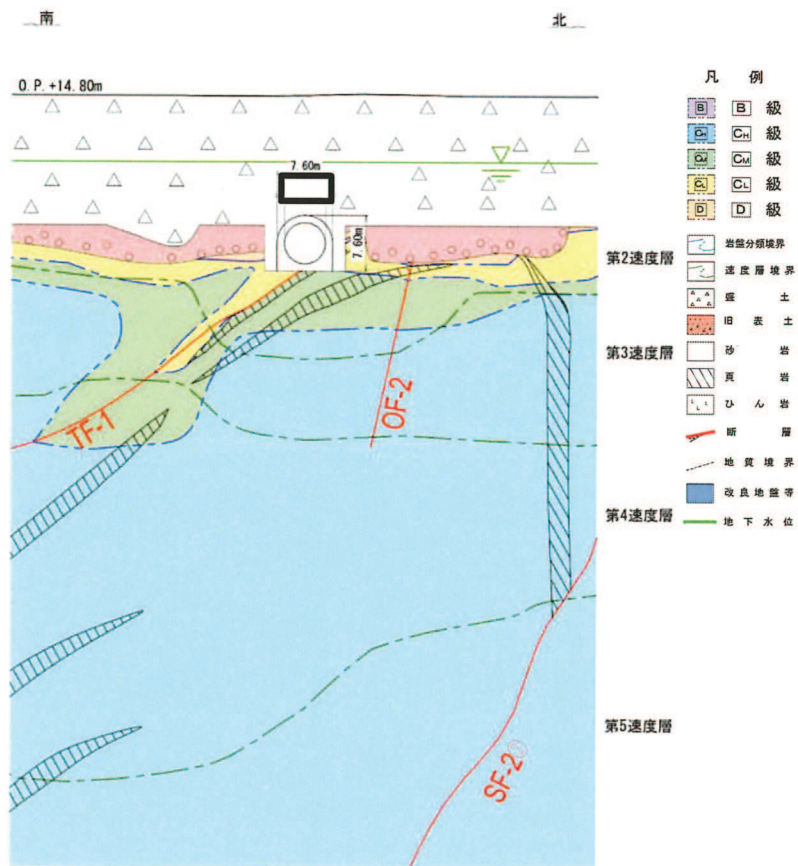 南
北
O.P.+14.80m
7.60m
7.60m
TF-1
OF-2
SF-2①
第2速度層
第3速度層
第4速度層
第5速度層
凡 例
B B 級
CH CH 級
CM CM 級
CL CL 級
D D 級
岩盤分類境界
速度層境界
盛 土
旧 表 土
砂 岩
頁 岩
ひ ん 岩
断 層
地 質 境 界
改 良 地 盤 等
地 下 水 位